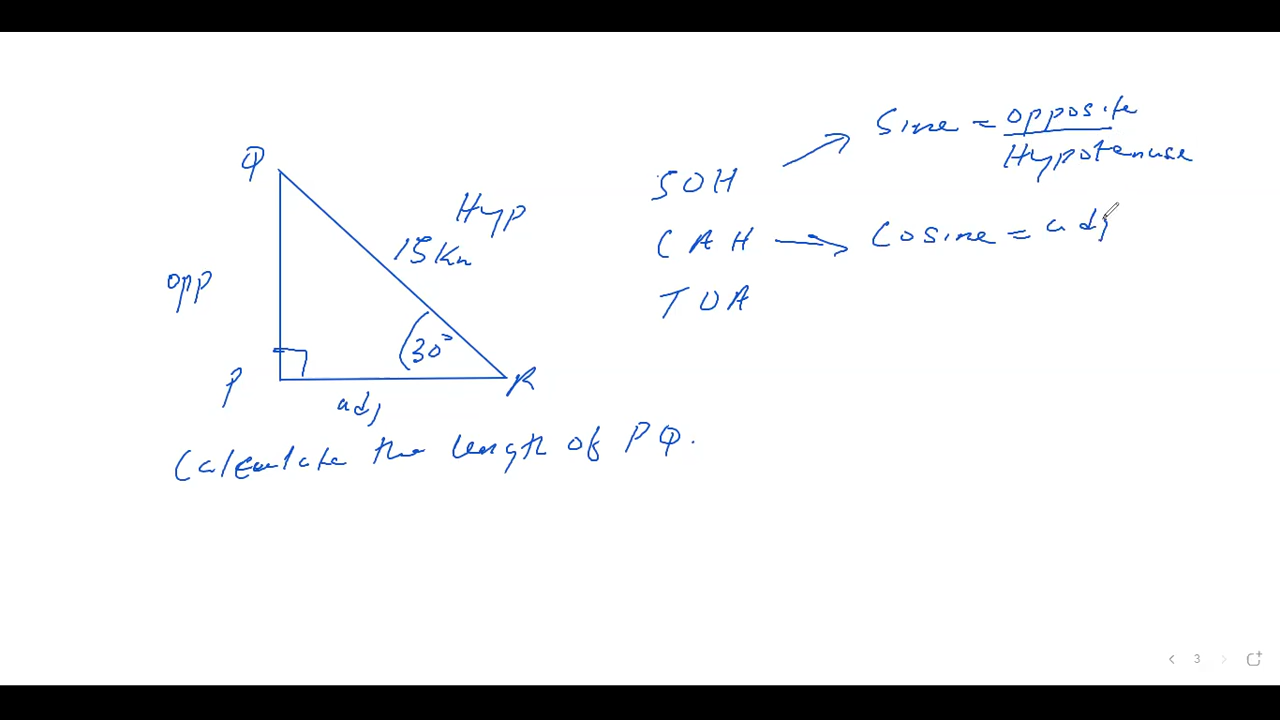 Q
Hyp
15Km
opp
30°
P
R
adj
Calculate the length of PQ.
SOH
CAH
TOA
Sine = opposite
Hypotenuse
Cosine = adj
3